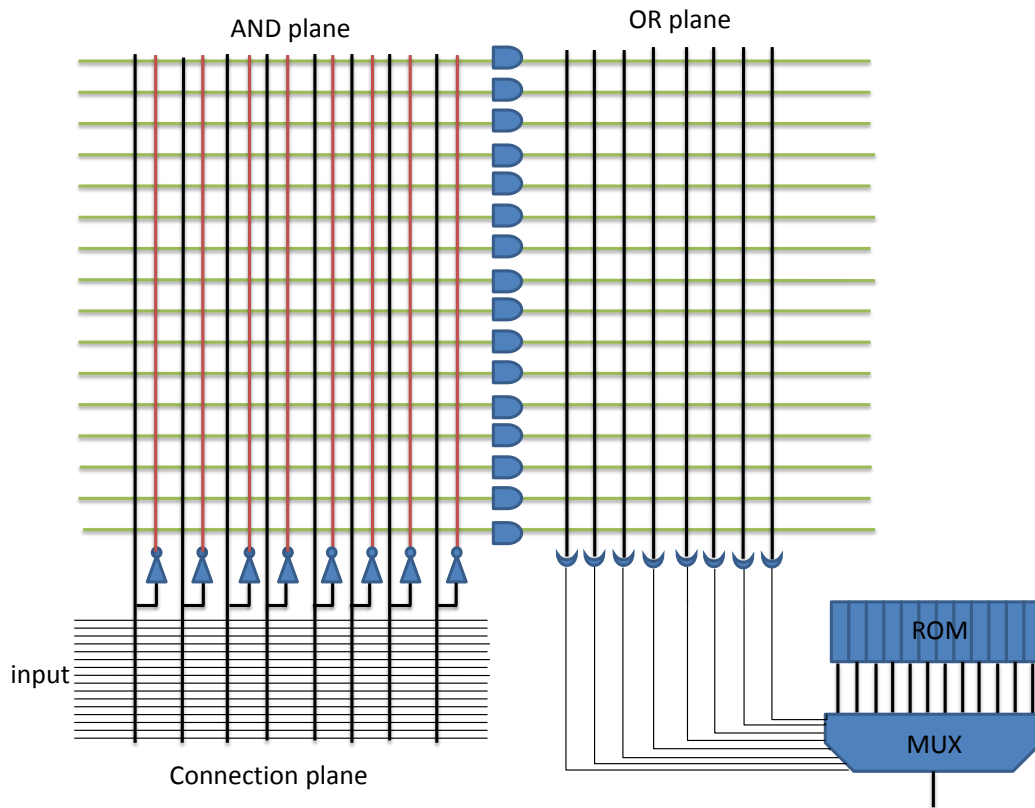 AND plane
OR plane
ROM
input
MUX
Connection plane